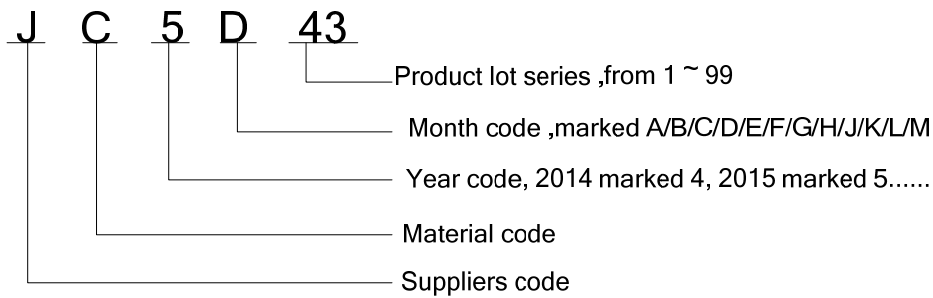 J C 5 D 43
Product lot series ,from 1 ~ 99
Month code ,marked A/B/C/D/E/F/G/H/J/K/L/M
Year code, 2014 marked 4, 2015 marked 5......
Material code
Suppliers code